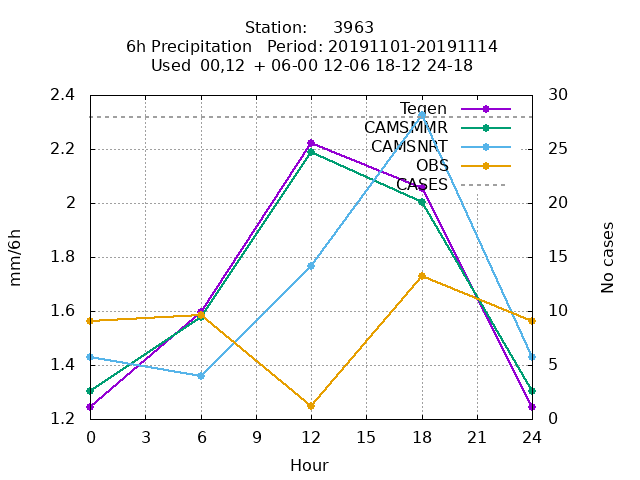 Station:     3963
6h Precipitation   Period: 20191101-20191114
Used  00,12  + 06-00 12-06 18-12 24-18
2.4
2.2
2
1.8
1.6
1.4
1.2
30
25
20
15
10
5
0
Tegen
CAMSMMR
CAMSNRT
OBS
CASES
mm/6h
No cases
0 3 6 9 12 15 18 21 24
Hour